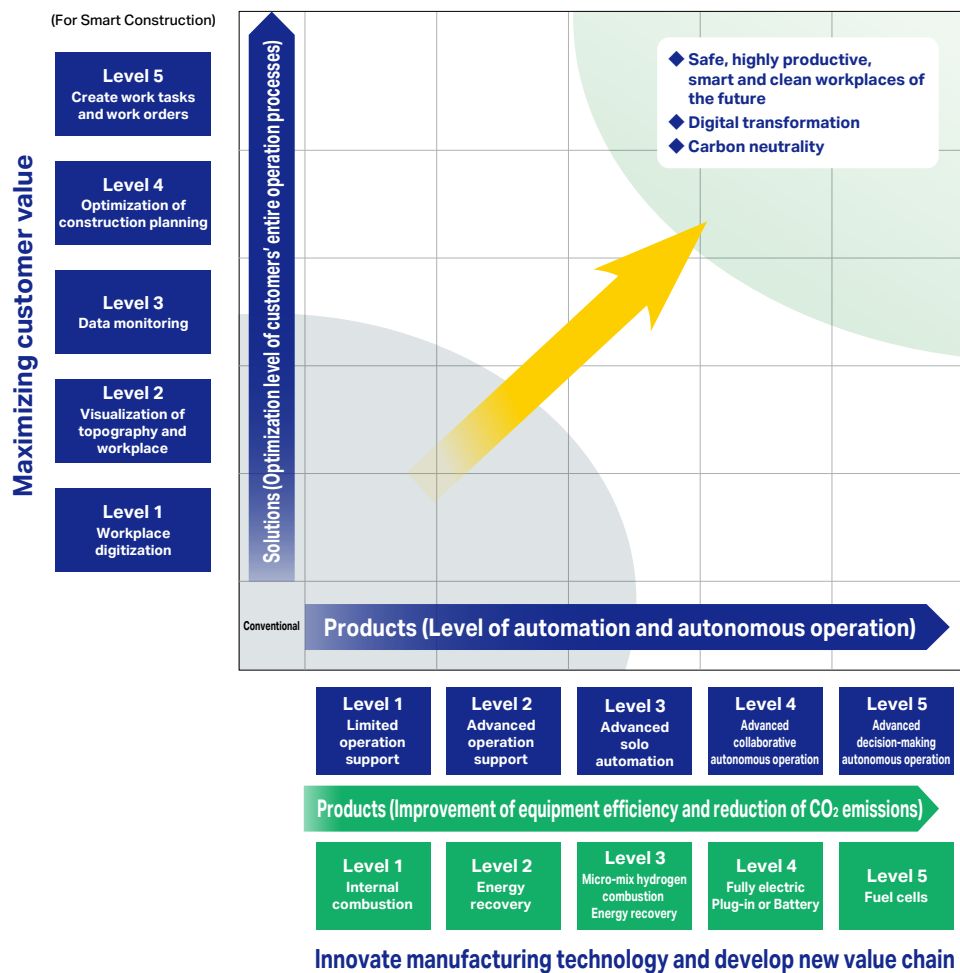 (For Smart Construction)
Maximizing customer value
Level 5
Create work tasks
and work orders
Level 4
Optimization of
construction planning
Level 3
Data monitoring
Level 2
Visualization of
topography and
workplace
Level 1
Workplace
digitization
Solutions (Optimization level of customers' entire operation processes)
◆ Safe, highly productive,
smart and clean workplaces of
the future
◆ Digital transformation
◆ Carbon neutrality
Conventional
Products (Level of automation and autonomous operation)
Level 1
Limited
operation
support
Level 2
Advanced
operation
support
Level 3
Advanced
solo
automation
Level 4
Advanced
collaborative
autonomous operation
Level 5
Advanced
decision-making
autonomous operation
Products (Improvement of equipment efficiency and reduction of CO₂ emissions)
Level 1
Internal
combustion
Level 2
Energy
recovery
Level 3
Micro-mix hydrogen
combustion
Energy recovery
Level 4
Fully electric
Plug-in or Battery
Level 5
Fuel cells
Innovate manufacturing technology and develop new value chain